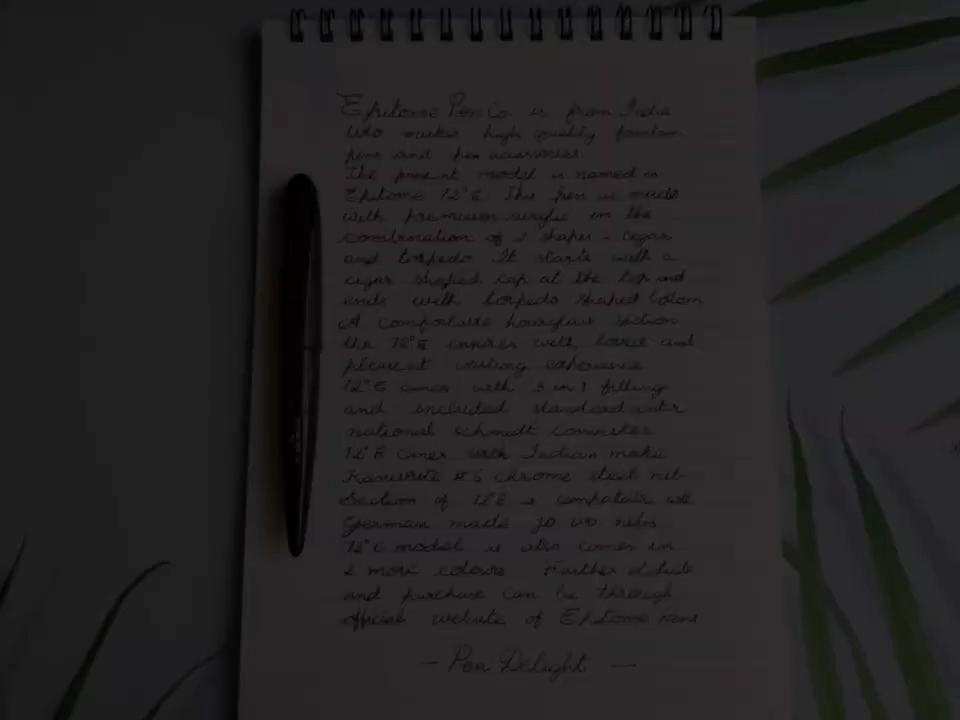 Epitome Pen Co. is from India
who makes high quality fountain
pens and pen accessories.
The present model is named as
Epitome 12°E. The pen is made
with premium acrylic in the
combination of 2 shapes - cigar
and torpedo. It starts with a
cigar shaped cap at the top and
ends with torpedo shaped bottom
A comfortable hourglass section
the 12°E ensures with and
pleasent writing experience
12°E comes with 3 in 1 filling
and included standard inter
national schmidt converter
12°E comes with Indian make
Kanwrite #6 chrome steel nib
Section of 12°E is compatable with
German made JO WO nibs
12°E model is also comes in
2 more colours Further details
and purchase can be through
official website of Epitome Pens
— Pen Delight —